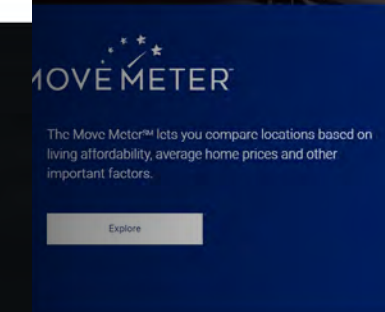 MOVE METER℠
The Move Meter℠ lets you compare locations based on
living affordability, average home prices and other
important factors.
Explore